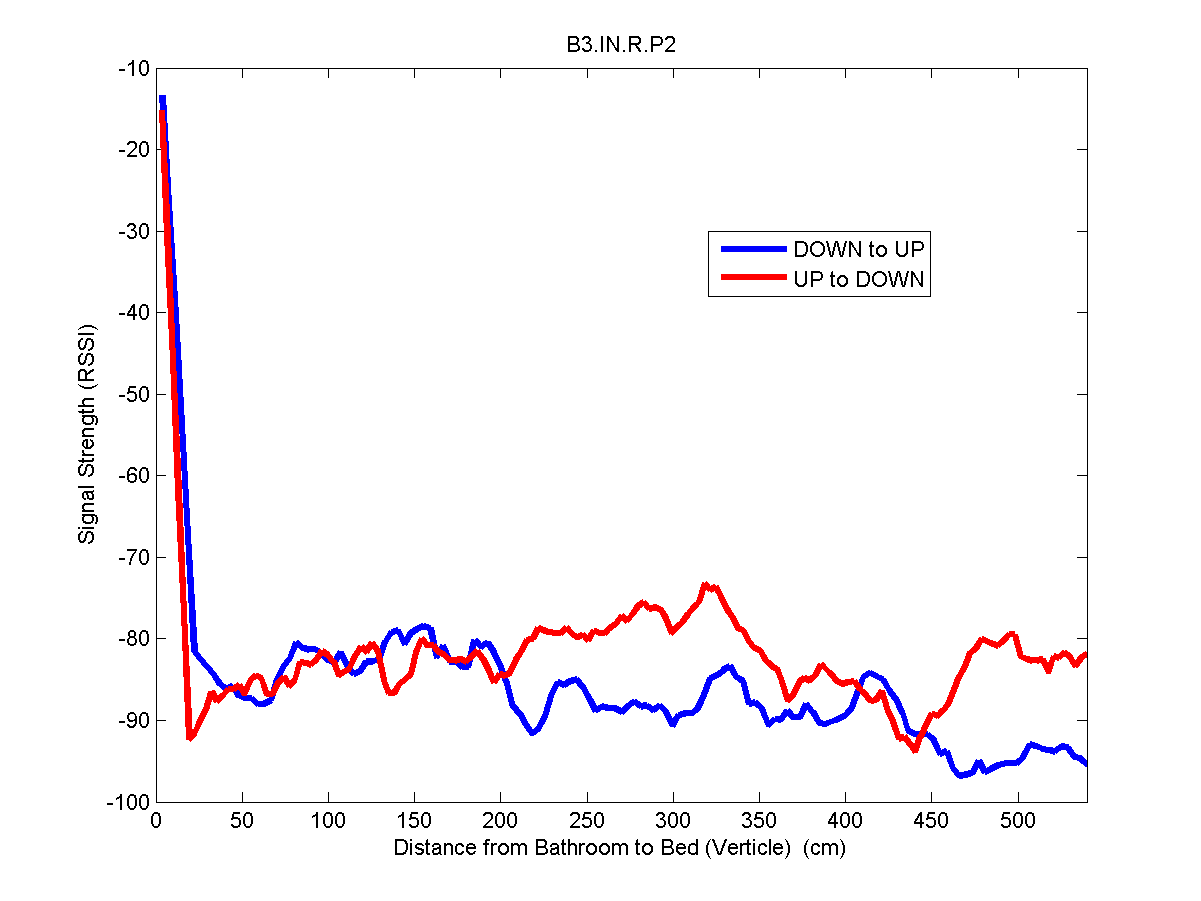 B3.IN.R.P2
-10
-20
-30
-40
-50
-60
-70
-80
-90
-100
Signal Strength (RSSI)
DOWN to UP
UP to DOWN
0 50 100 150 200 250 300 350 400 450 500
Distance from Bathroom to Bed (Verticle)  (cm)